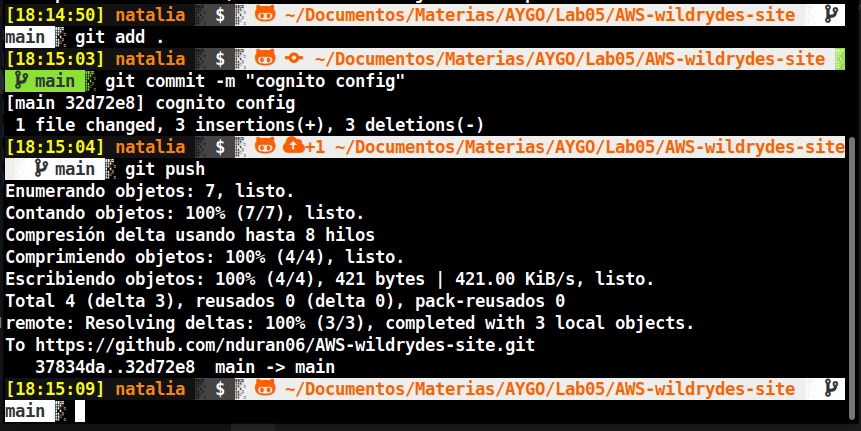 [18:14:50] natalia $ ~/Documentos/Materias/AYGO/Lab05/AWS-wildrydes-site
main git add .
[18:15:03] natalia $ ~/Documentos/Materias/AYGO/Lab05/AWS-wildrydes-site
main git commit -m "cognito config"
[main 32d72e8] cognito config
1 file changed, 3 insertions(+), 3 deletions(-)
[18:15:04] natalia $ +1 ~/Documentos/Materias/AYGO/Lab05/AWS-wildrydes-site
main git push
Enumerando objetos: 7, listo.
Contando objetos: 100% (7/7), listo.
Compresión delta usando hasta 8 hilos
Comprimiendo objetos: 100% (4/4), listo.
Escribiendo objetos: 100% (4/4), 421 bytes | 421.00 KiB/s, listo.
Total 4 (delta 3), reusados 0 (delta 0), pack-reusados 0
remote: Resolving deltas: 100% (3/3), completed with 3 local objects.
To https://github.com/nduran06/AWS-wildrydes-site.git
37834da..32d72e8 main -> main
[18:15:09] natalia $ ~/Documentos/Materias/AYGO/Lab05/AWS-wildrydes-site
main